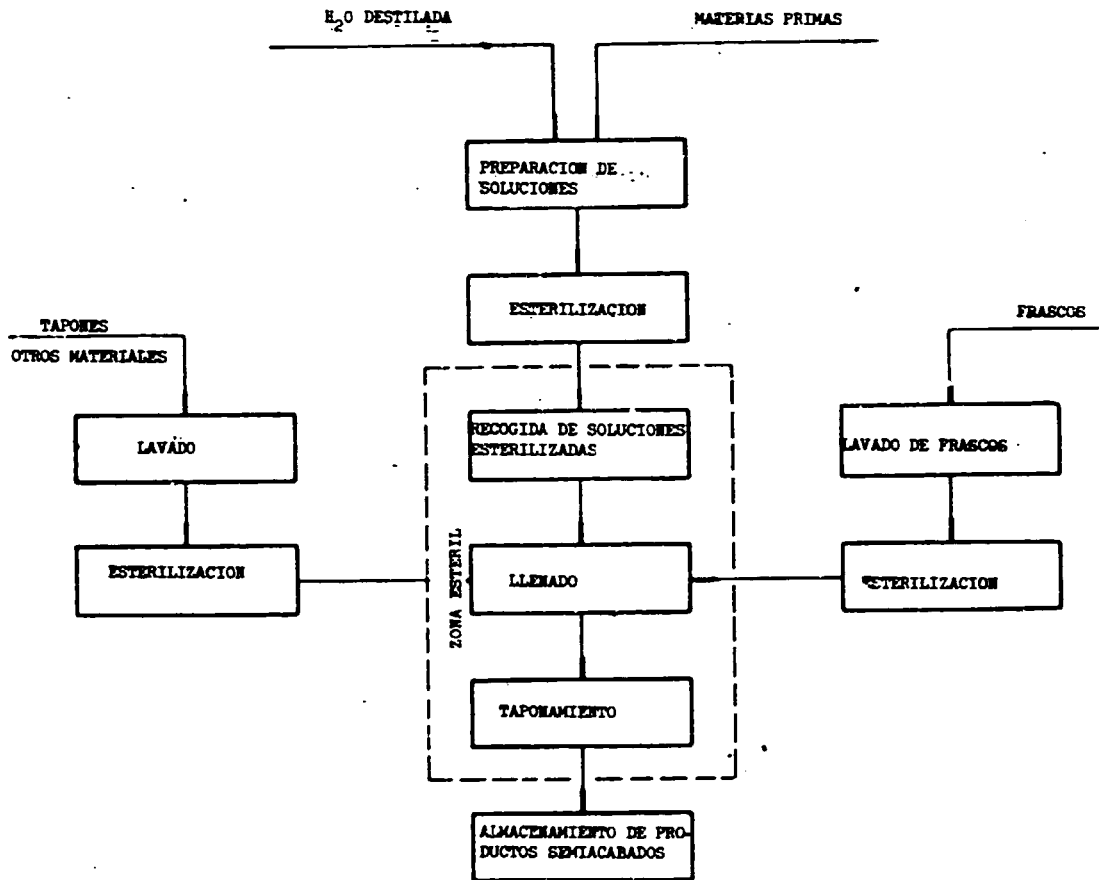 H₂O DESTILADA
MATERIAS PRIMAS
PREPARACION DE
SOLUCIONES
ESTERILIZACION
TAPONES
OTROS MATERIALES
FRASCOS
LAVADO
RECOGIDA DE SOLUCIONES
ESTERILIZADAS
LAVADO DE FRASCOS
ESTERILIZACION
ZONA ESTERIL
LLENADO
ESTERILIZACION
TAPONAMIENTO
ALMACENAMIENTO DE PRO-
DUCTOS SEMIACABADOS